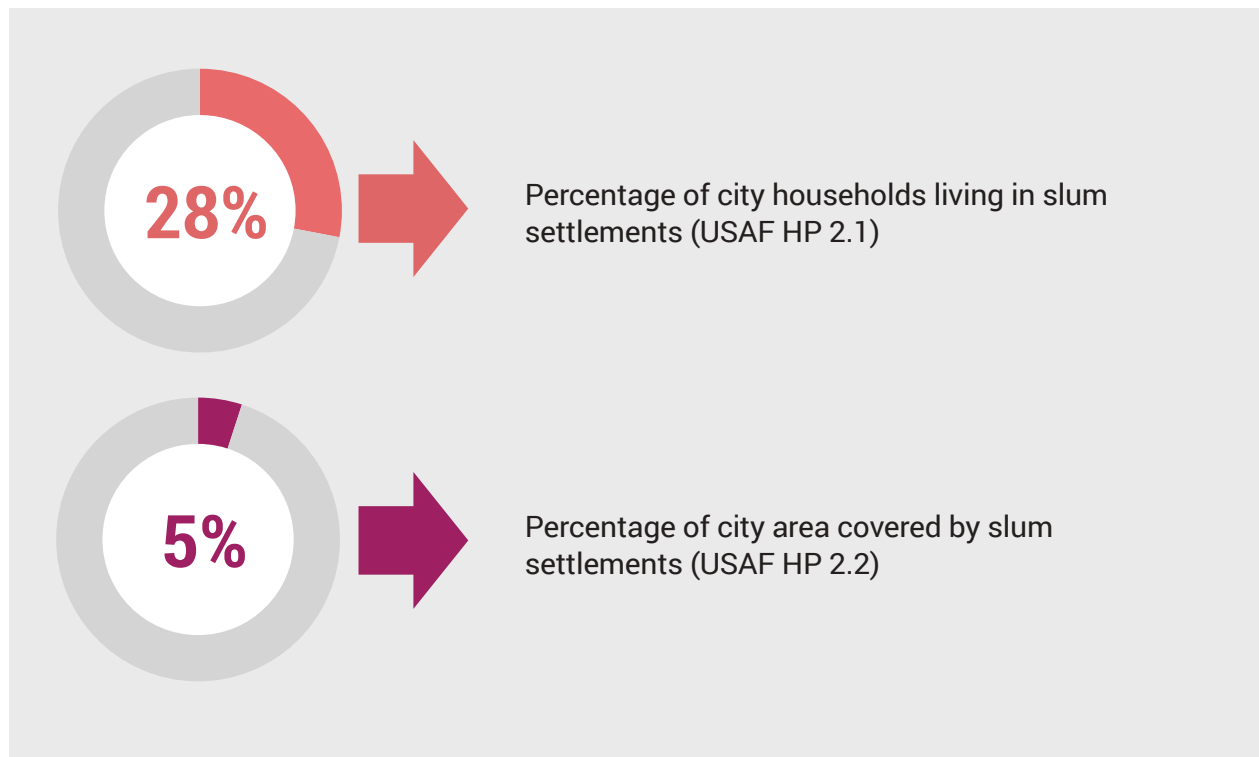 28%
Percentage of city households living in slum
settlements (USAF HP 2.1)
5%
Percentage of city area covered by slum
settlements (USAF HP 2.2)